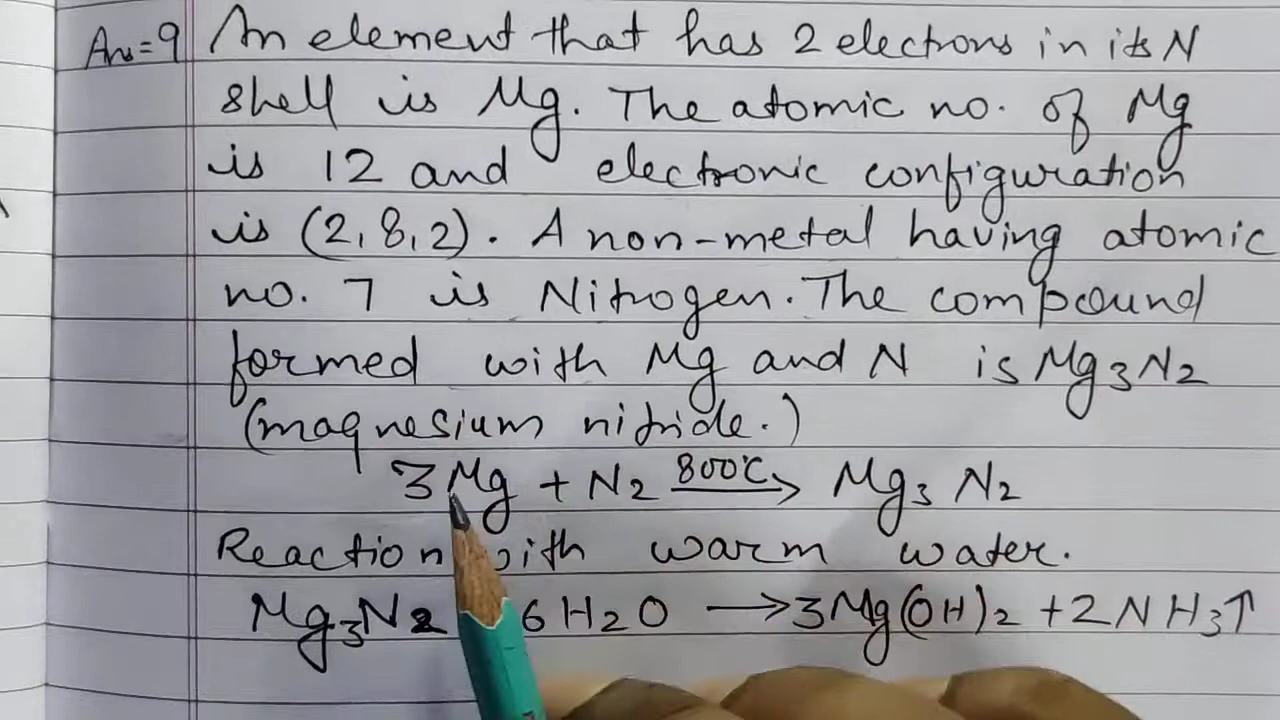 Ans=9 An element that has 2 electrons in its N
shell is Mg. The atomic no. of Mg
is 12 and electronic configuration
is (2,8,2). A non-metal having atomic
no. 7 is Nitrogen. The compound
formed with Mg and N is Mg3N2
(magnesium nitride.)
3Mg + N2 800°C → Mg3 N2
Reaction with warm water.
Mg3N2 6H2O → 3Mg(OH)2 + 2NH3↑